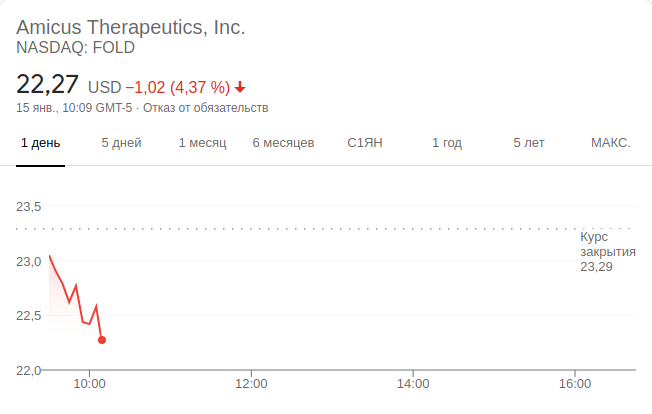 Amicus Therapeutics, Inc.
NASDAQ: FOLD
22,27 USD −1,02 (4,37 %)
15 янв., 10:09 GMT-5 · Отказ от обязательств
1 день 5 дней 1 месяц 6 месяцев С1ЯН 1 год 5 лет МАКС.
23,5
Курс
закрытия
23,29
23,0
22,5
22,0
10:00 12:00 14:00 16:00